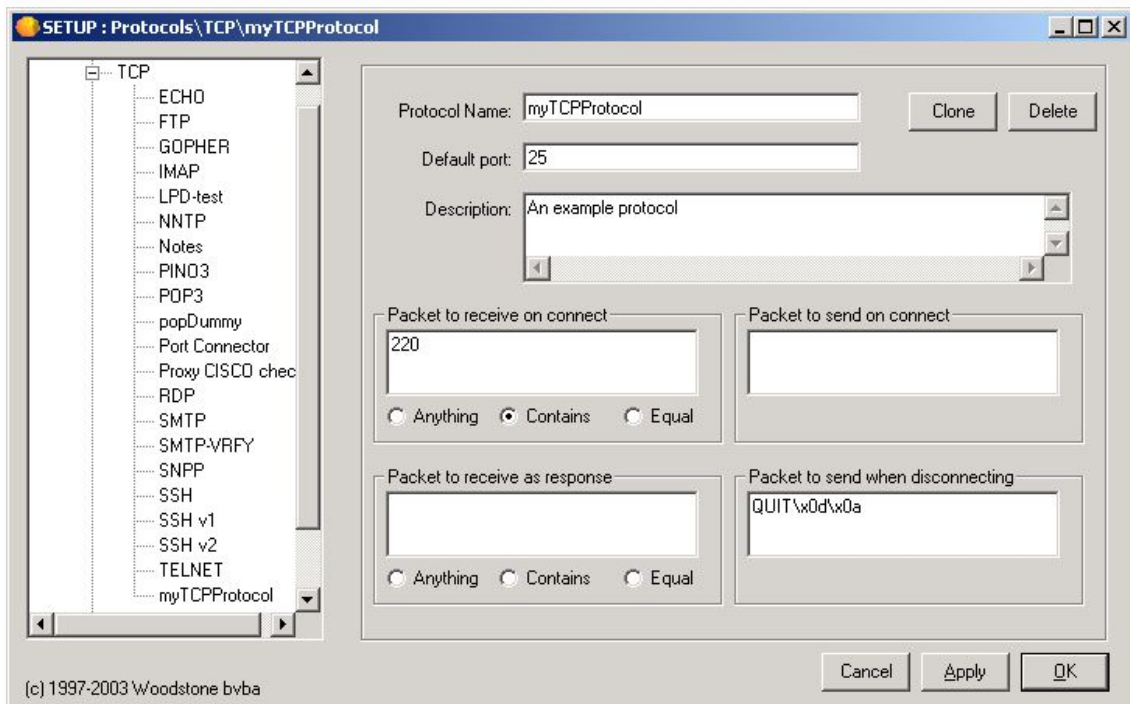 SETUP : Protocols\TCP\myTCPProtocol
TCP
ECHO
FTP
GOPHER
IMAP
LPD-test
NNTP
Notes
PINO3
POP3
popDummy
Port Connector
Proxy CISCO chec
RDP
SMTP
SMTP-VRFY
SNPP
SSH
SSH v1
SSH v2
TELNET
myTCPProtocol
Protocol Name: myTCPProtocol
Clone Delete
Default port: 25
Description: An example protocol
Packet to receive on connect
220
Anything Contains Equal
Packet to send on connect
Packet to receive as response
Anything Contains Equal
Packet to send when disconnecting
QUIT\x0d\x0a
Cancel Apply OK
(c) 1997-2003 Woodstone bvba